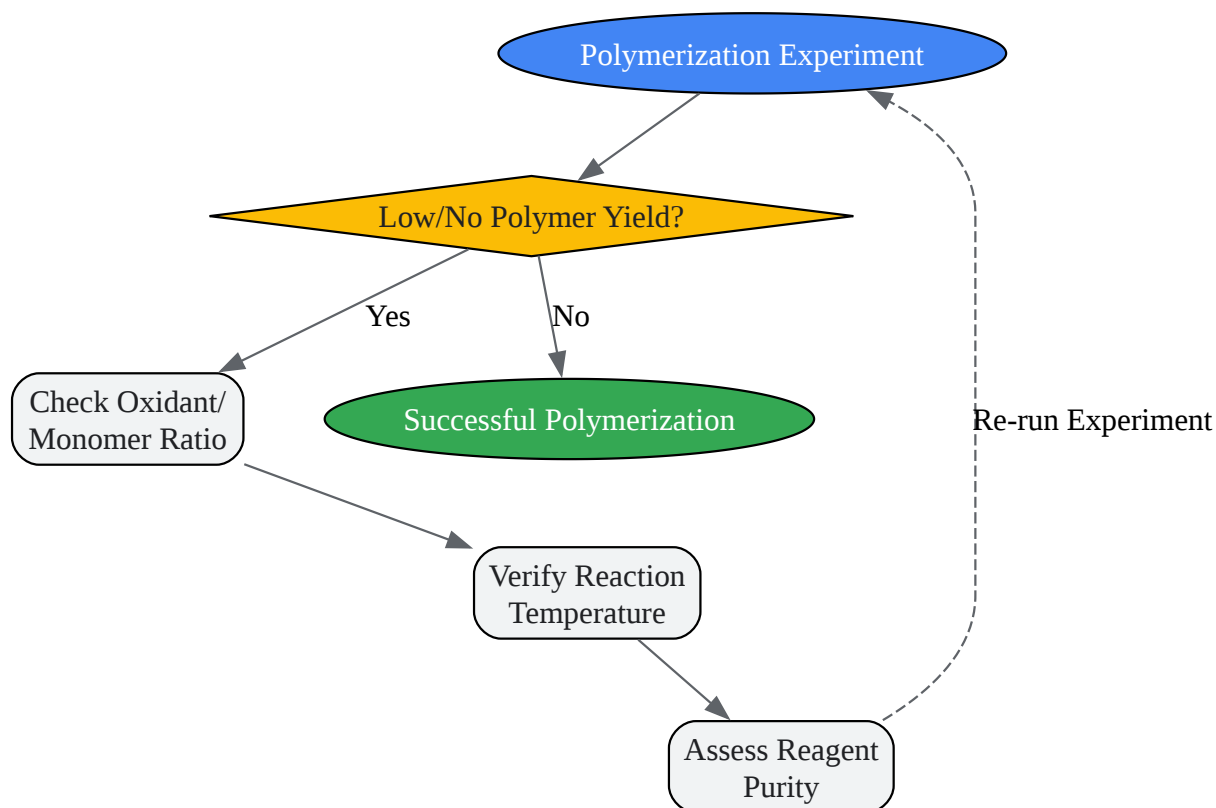 Polymerization Experiment
Low/No Polymer Yield?
Yes
No
Check Oxidant/
Monomer Ratio
Successful Polymerization
Re-run Experiment
Verify Reaction
Temperature
Assess Reagent
Purity